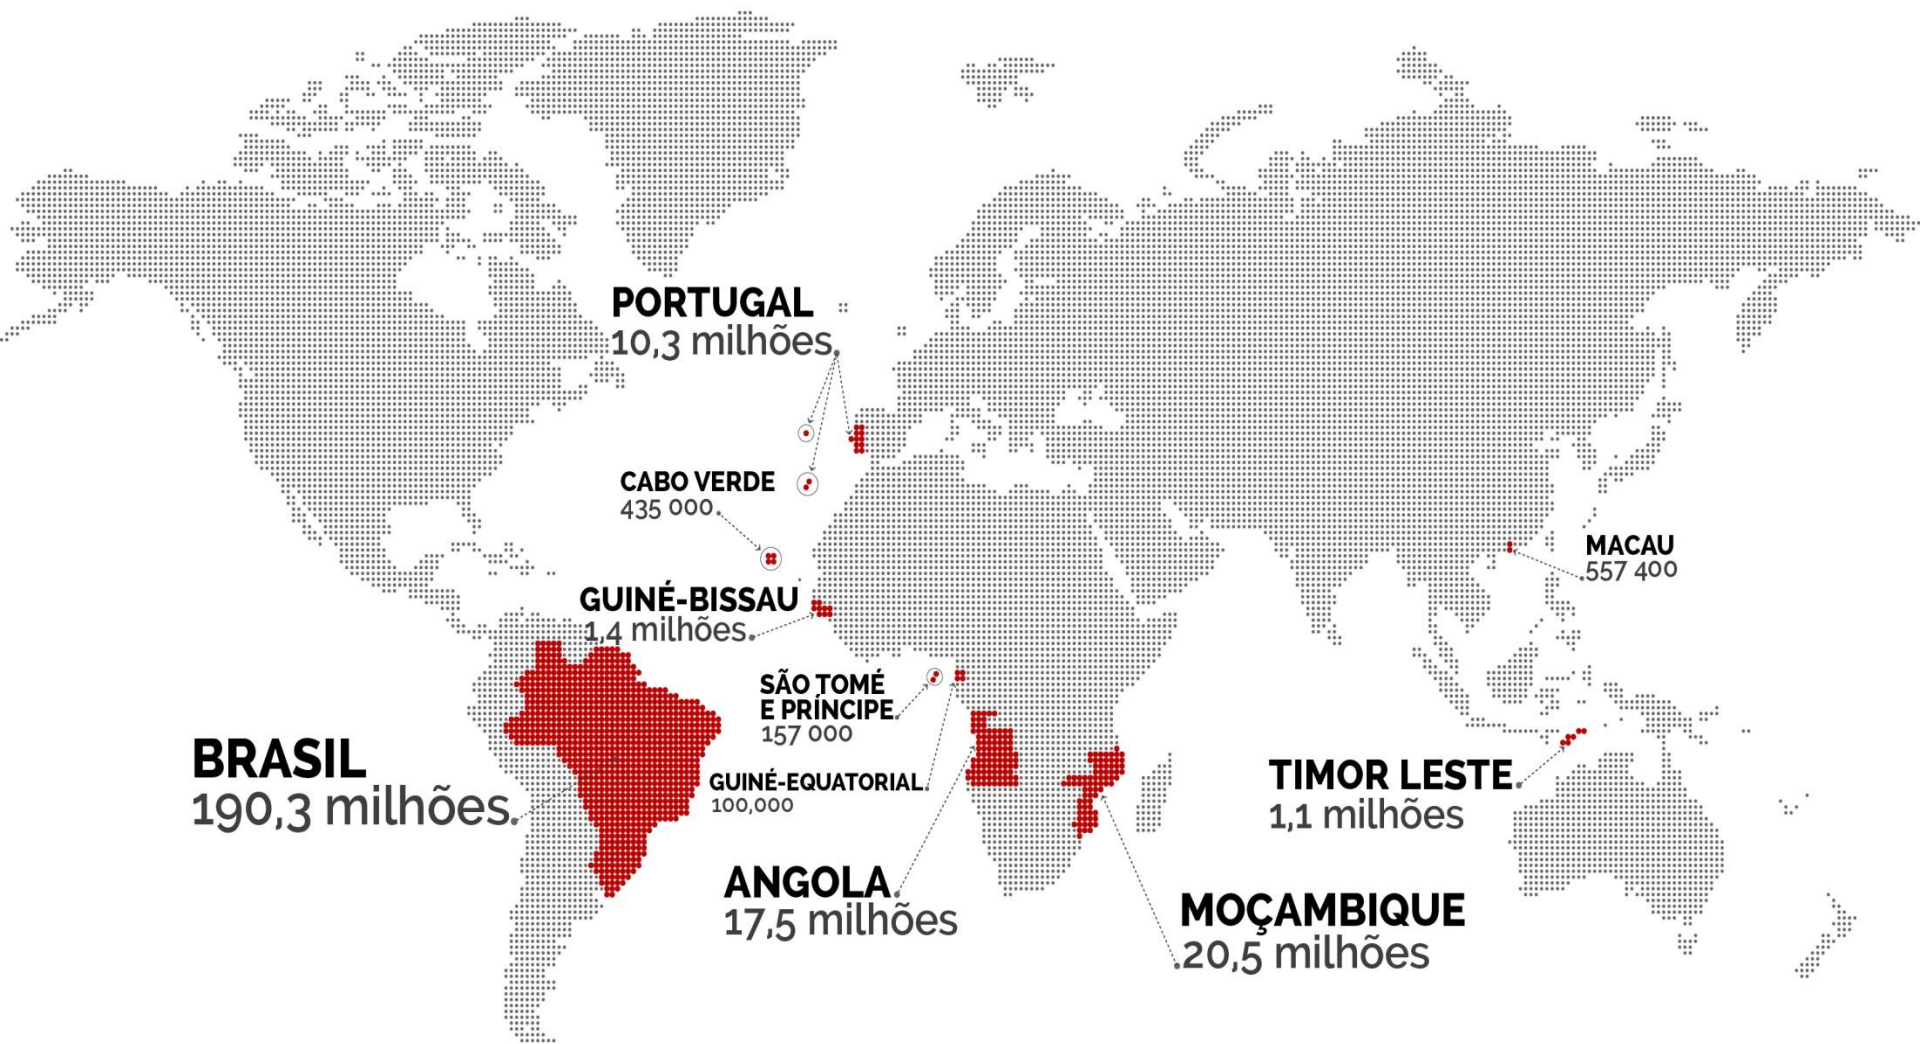 PORTUGAL
10,3 milhões
CABO VERDE
435 000
MACAU
557 400
GUINÉ-BISSAU
1,4 milhões
SÃO TOMÉ
E PRÍNCIPE
157 000
BRASIL
190,3 milhões
GUINÉ-EQUATORIAL
100,000
TIMOR LESTE
1,1 milhões
ANGOLA
17,5 milhões
MOÇAMBIQUE
20,5 milhões